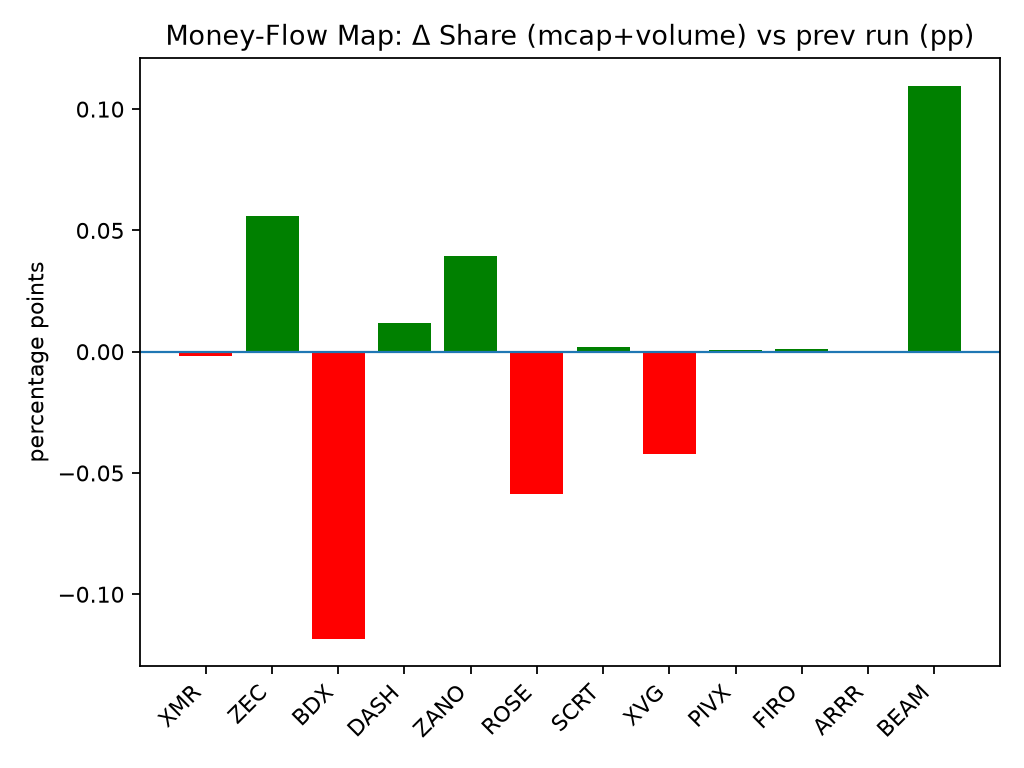 Money-Flow Map: Δ Share (mcap+volume) vs prev run (pp)
percentage points
0.10
0.05
0.00
−0.05
−0.10
XMR
ZEC
BDX
DASH
ZANO
ROSE
SCRT
XVG
PIVX
FIRO
ARRR
BEAM